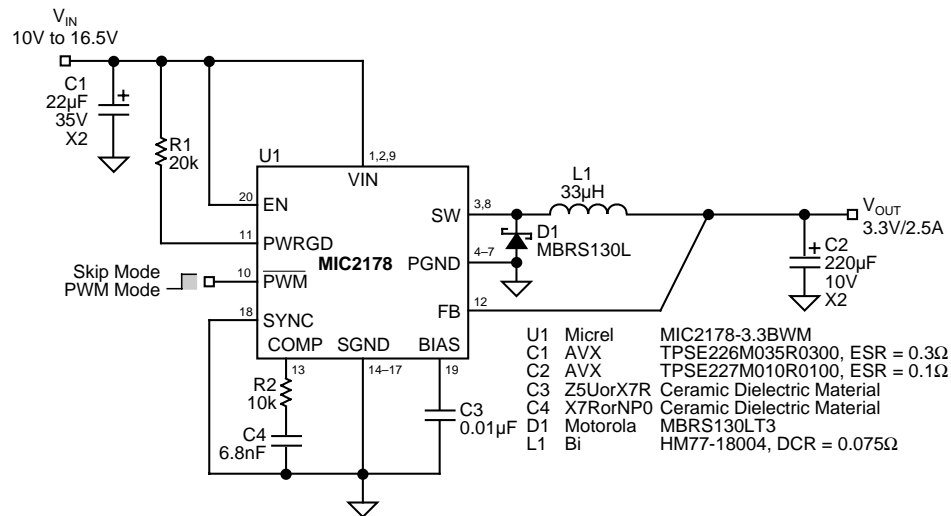 VIN
10V to 16.5V
C1
22µF
35V
X2
R1
20k
U1
1,2,9
VIN
20
EN
11
PWRGD
MIC2178
Skip Mode
PWM Mode
10
PWM
18
SYNC
COMP
13
SGND
14–17
BIAS
19
SW
3,8
PGND
4–7
FB
12
L1
33µH
D1
MBRS130L
VOUT
3.3V/2.5A
C2
220µF
10V
X2
R2
10k
C4
6.8nF
C3
0.01µF
U1 Micrel MIC2178-3.3BWM
C1 AVX TPSE226M035R0300, ESR = 0.3Ω
C2 AVX TPSE227M010R0100, ESR = 0.1Ω
C3 Z5UorX7R Ceramic Dielectric Material
C4 X7RorNP0 Ceramic Dielectric Material
D1 Motorola MBRS130LT3
L1 Bi HM77-18004, DCR = 0.075Ω